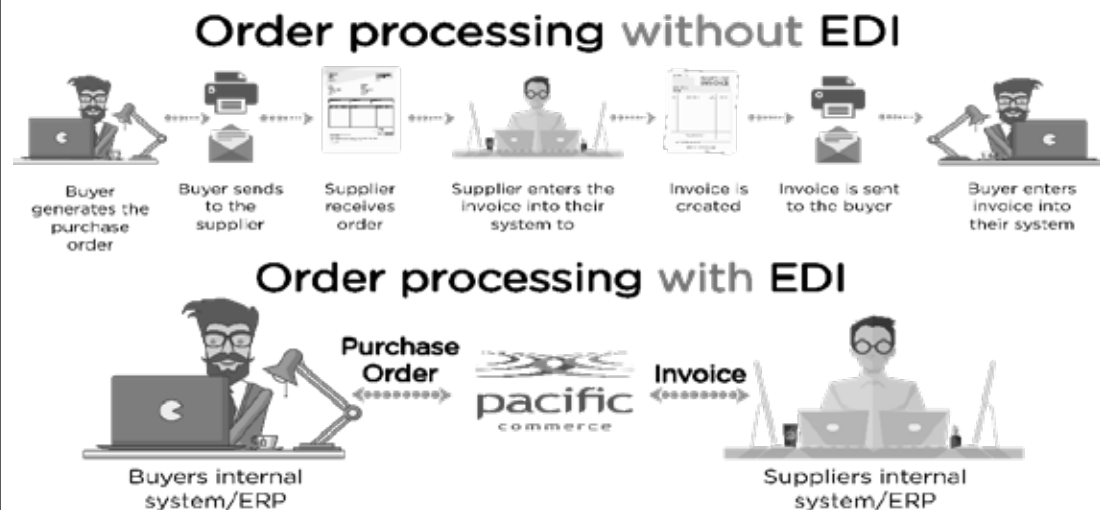 Order processing without EDI
Buyer
generates the
purchase
order
Buyer sends
to the
supplier
Supplier
receives
order
Supplier enters the
invoice into their
system to
Invoice is
created
Invoice is sent
to the buyer
Buyer enters
invoice into
their system
Order processing with EDI
Purchase
Order
pacific
commerce
Invoice
Buyers internal
system/ERP
Suppliers internal
system/ERP